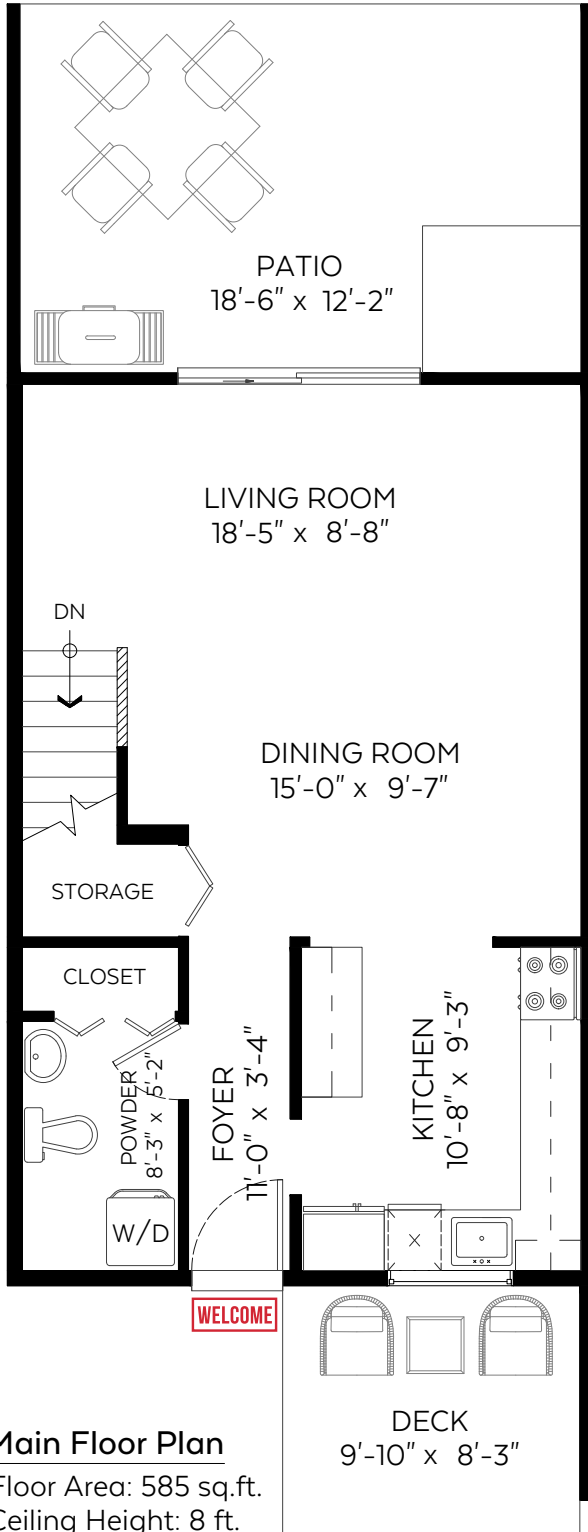 PATIO
18'-6" x 12'-2"
LIVING ROOM
18'-5" x 8'-8"
DN
DINING ROOM
15'-0" x 9'-7"
STORAGE
CLOSET
POWDER
8'-3" x 5'-2"
FOYER
11'-0" x 3'-4"
KITCHEN
10'-8" x 9'-3"
W/D
WELCOME
DECK
9'-10" x 8'-3"
Main Floor Plan
Floor Area: 585 sq.ft.
Ceiling Height: 8 ft.